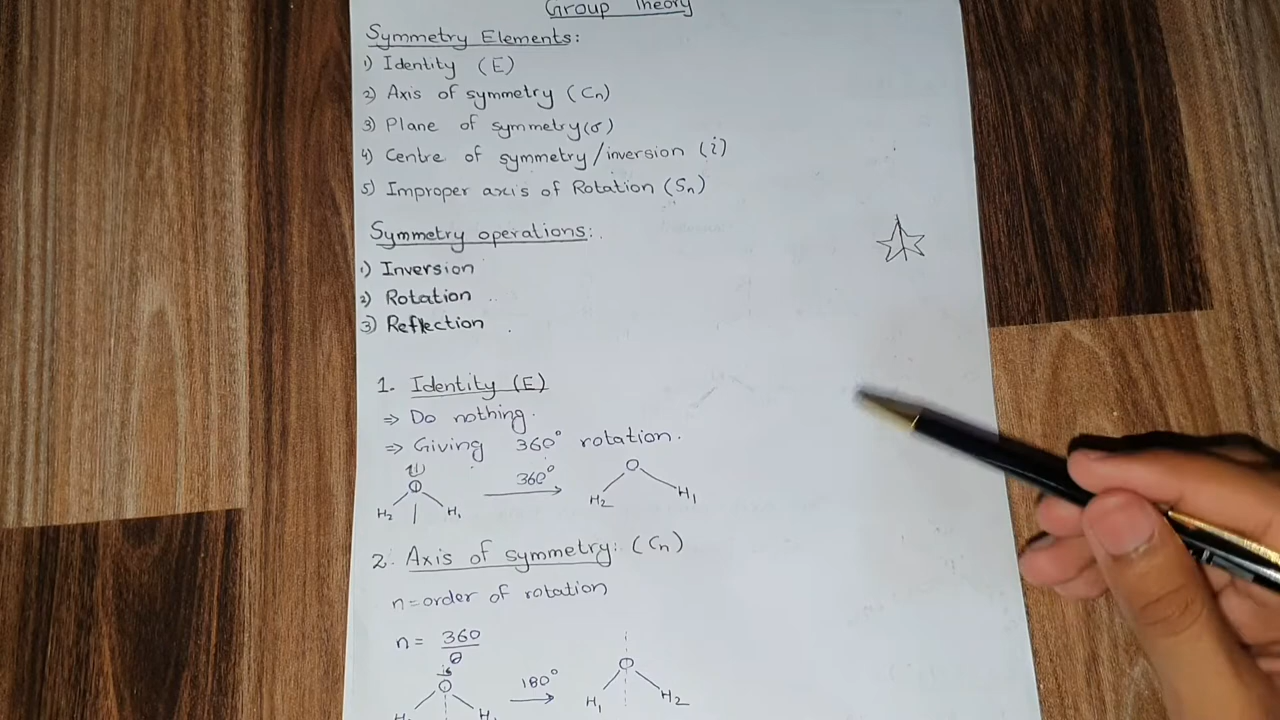 Group Theory
Symmetry Elements:
1) Identity (E)
2) Axis of symmetry (Cn)
3) Plane of symmetry (σ)
4) Centre of symmetry/inversion (i)
5) Improper axis of Rotation (Sn)
Symmetry operations:
1) Inversion
2) Rotation
3) Reflection
1. Identity (E)
⇒ Do nothing.
⇒ Giving 360° rotation.
360°
O
H2 H1
O
H2 H1
2. Axis of symmetry: (Cn)
n=order of rotation
n= 360/θ
180°
O
H H
O
H1 H2